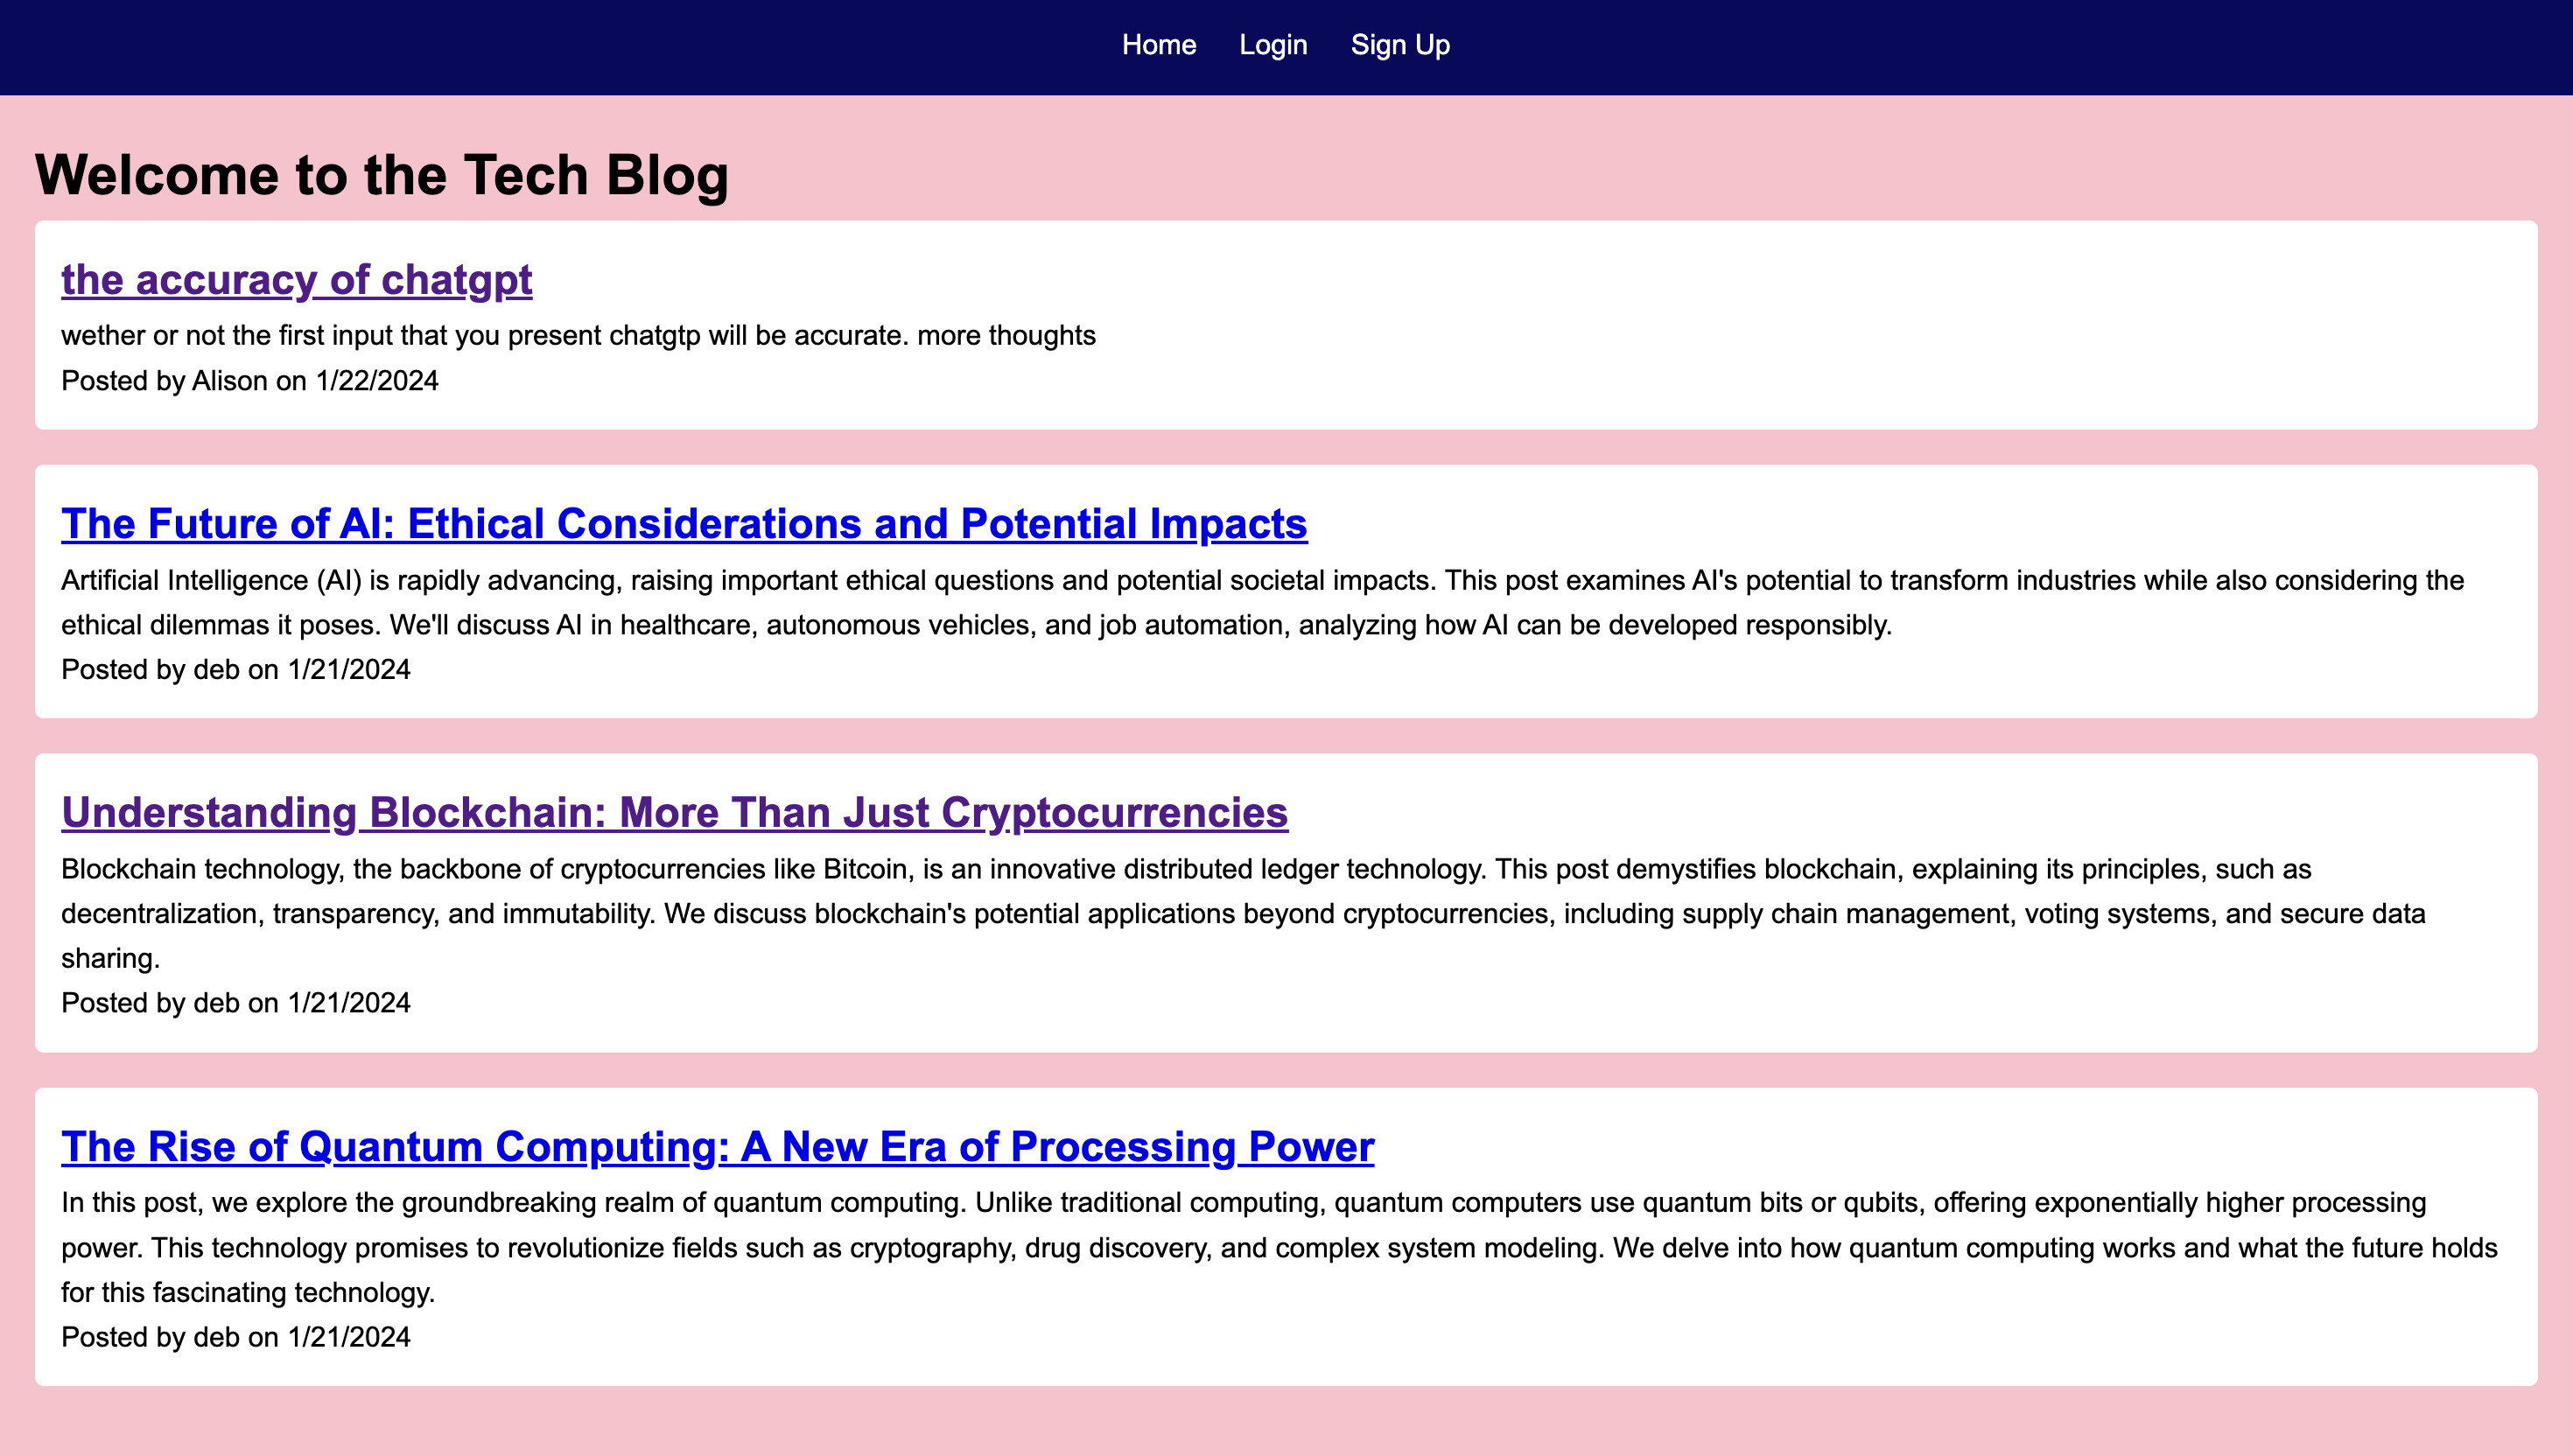 Home Login Sign Up
Welcome to the Tech Blog
the accuracy of chatgpt
wether or not the first input that you present chatgtp will be accurate. more thoughts
Posted by Alison on 1/22/2024
The Future of AI: Ethical Considerations and Potential Impacts
Artificial Intelligence (AI) is rapidly advancing, raising important ethical questions and potential societal impacts. This post examines AI's potential to transform industries while also considering the
ethical dilemmas it poses. We'll discuss AI in healthcare, autonomous vehicles, and job automation, analyzing how AI can be developed responsibly.
Posted by deb on 1/21/2024
Understanding Blockchain: More Than Just Cryptocurrencies
Blockchain technology, the backbone of cryptocurrencies like Bitcoin, is an innovative distributed ledger technology. This post demystifies blockchain, explaining its principles, such as
decentralization, transparency, and immutability. We discuss blockchain's potential applications beyond cryptocurrencies, including supply chain management, voting systems, and secure data
sharing.
Posted by deb on 1/21/2024
The Rise of Quantum Computing: A New Era of Processing Power
In this post, we explore the groundbreaking realm of quantum computing. Unlike traditional computing, quantum computers use quantum bits or qubits, offering exponentially higher processing
power. This technology promises to revolutionize fields such as cryptography, drug discovery, and complex system modeling. We delve into how quantum computing works and what the future holds
for this fascinating technology.
Posted by deb on 1/21/2024